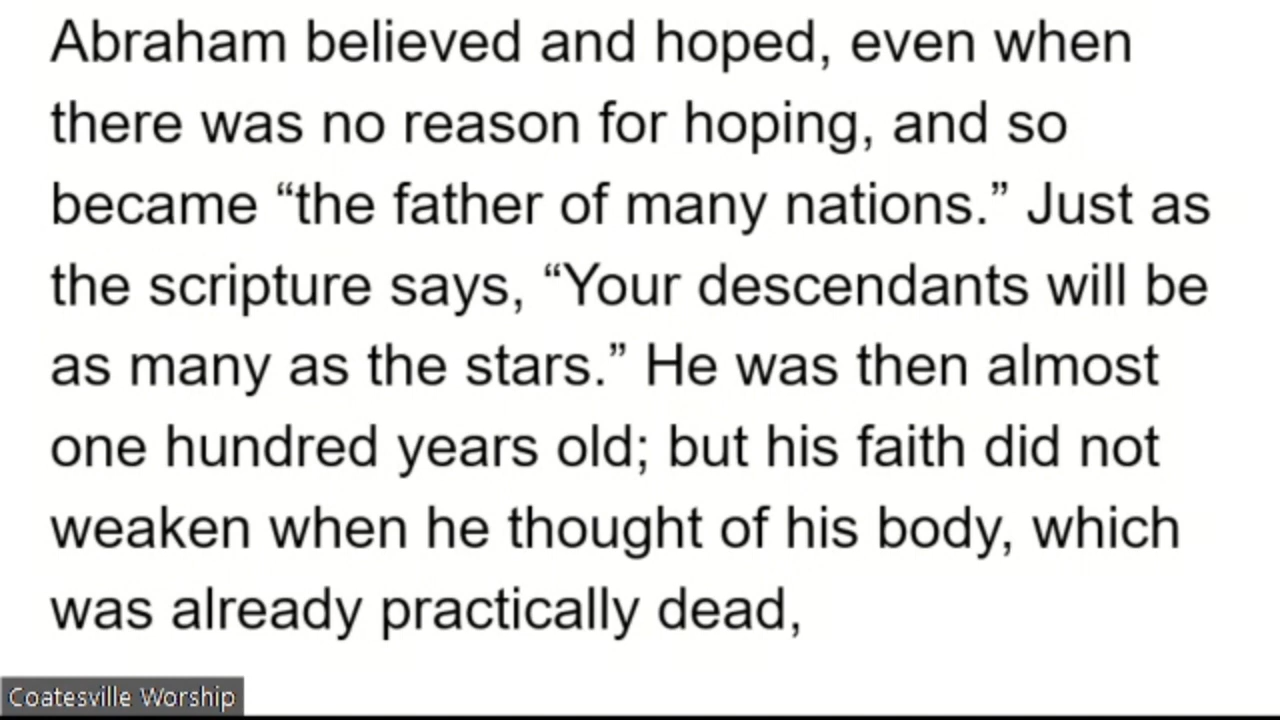 Abraham believed and hoped, even when
there was no reason for hoping, and so
became “the father of many nations.” Just as
the scripture says, “Your descendants will be
as many as the stars.” He was then almost
one hundred years old; but his faith did not
weaken when he thought of his body, which
was already practically dead,
Coatesville Worship